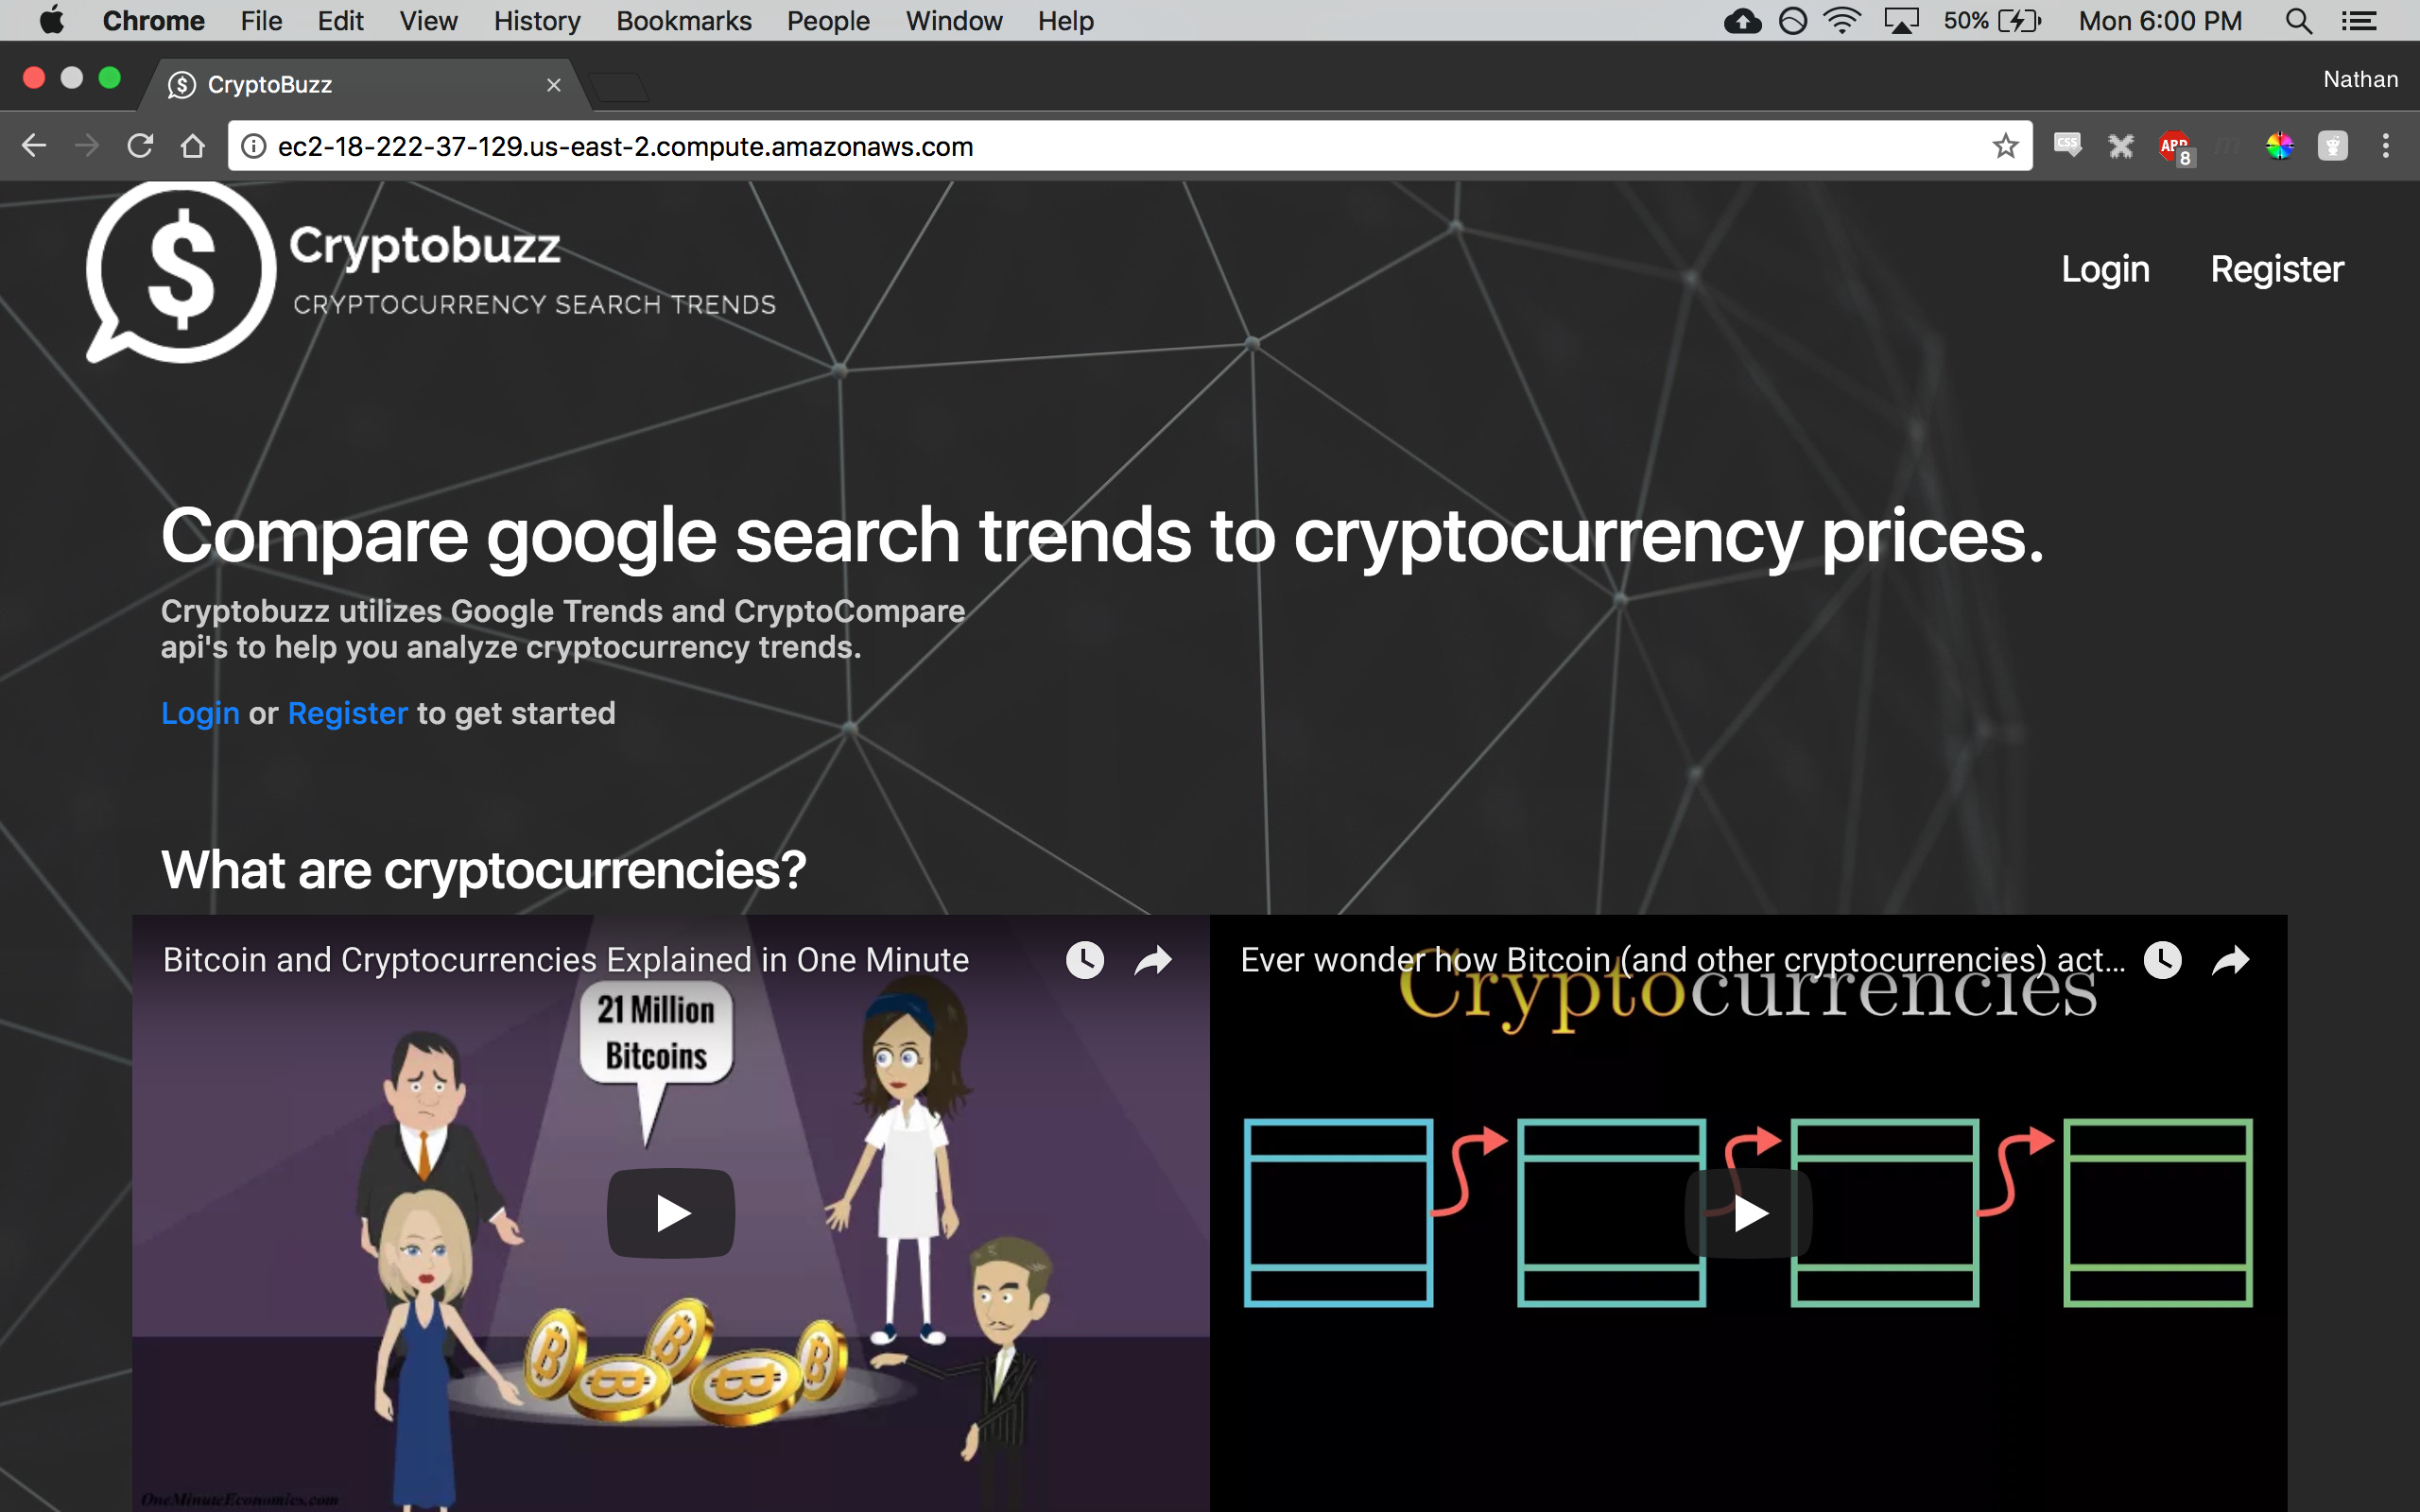 Chrome File Edit View History Bookmarks People Window Help 50% Mon 6:00 PM
CryptoBuzz Nathan
ec2-18-222-37-129.us-east-2.compute.amazonaws.com CSS ABP 8 m
$ Cryptobuzz
CRYPTOCURRENCY SEARCH TRENDS
Login Register
Compare google search trends to cryptocurrency prices.
Cryptobuzz utilizes Google Trends and CryptoCompare
api's to help you analyze cryptocurrency trends.
Login or Register to get started
What are cryptocurrencies?
Bitcoin and Cryptocurrencies Explained in One Minute
21 Million
Bitcoins
OneMinuteEconomics.com
Ever wonder how Bitcoin (and other cryptocurrencies) act...
Cryptocurrencies